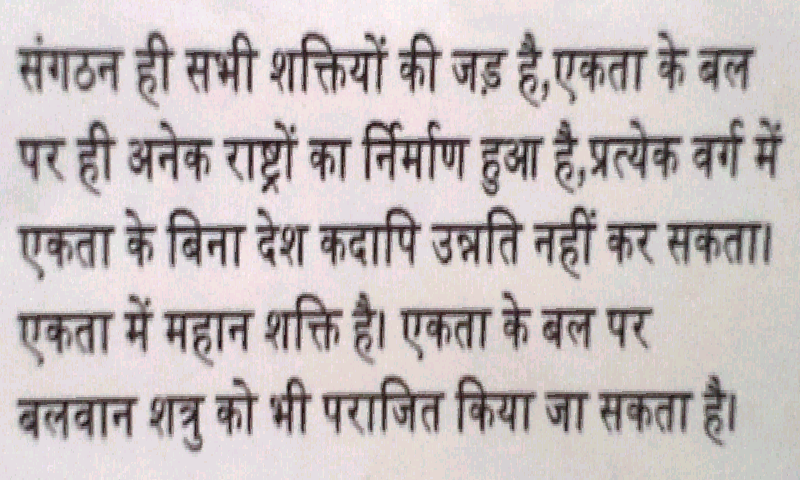 संगठन ही सभी शक्तियों की जड़ है,एकता के बल
पर ही अनेक राष्ट्रों का र्निर्माण हुआ है,प्रत्येक वर्ग में
एकता के बिना देश कदापि उन्नति नहीं कर सकता।
एकता में महान शक्ति है। एकता के बल पर
बलवान शत्रु को भी पराजित किया जा सकता है।